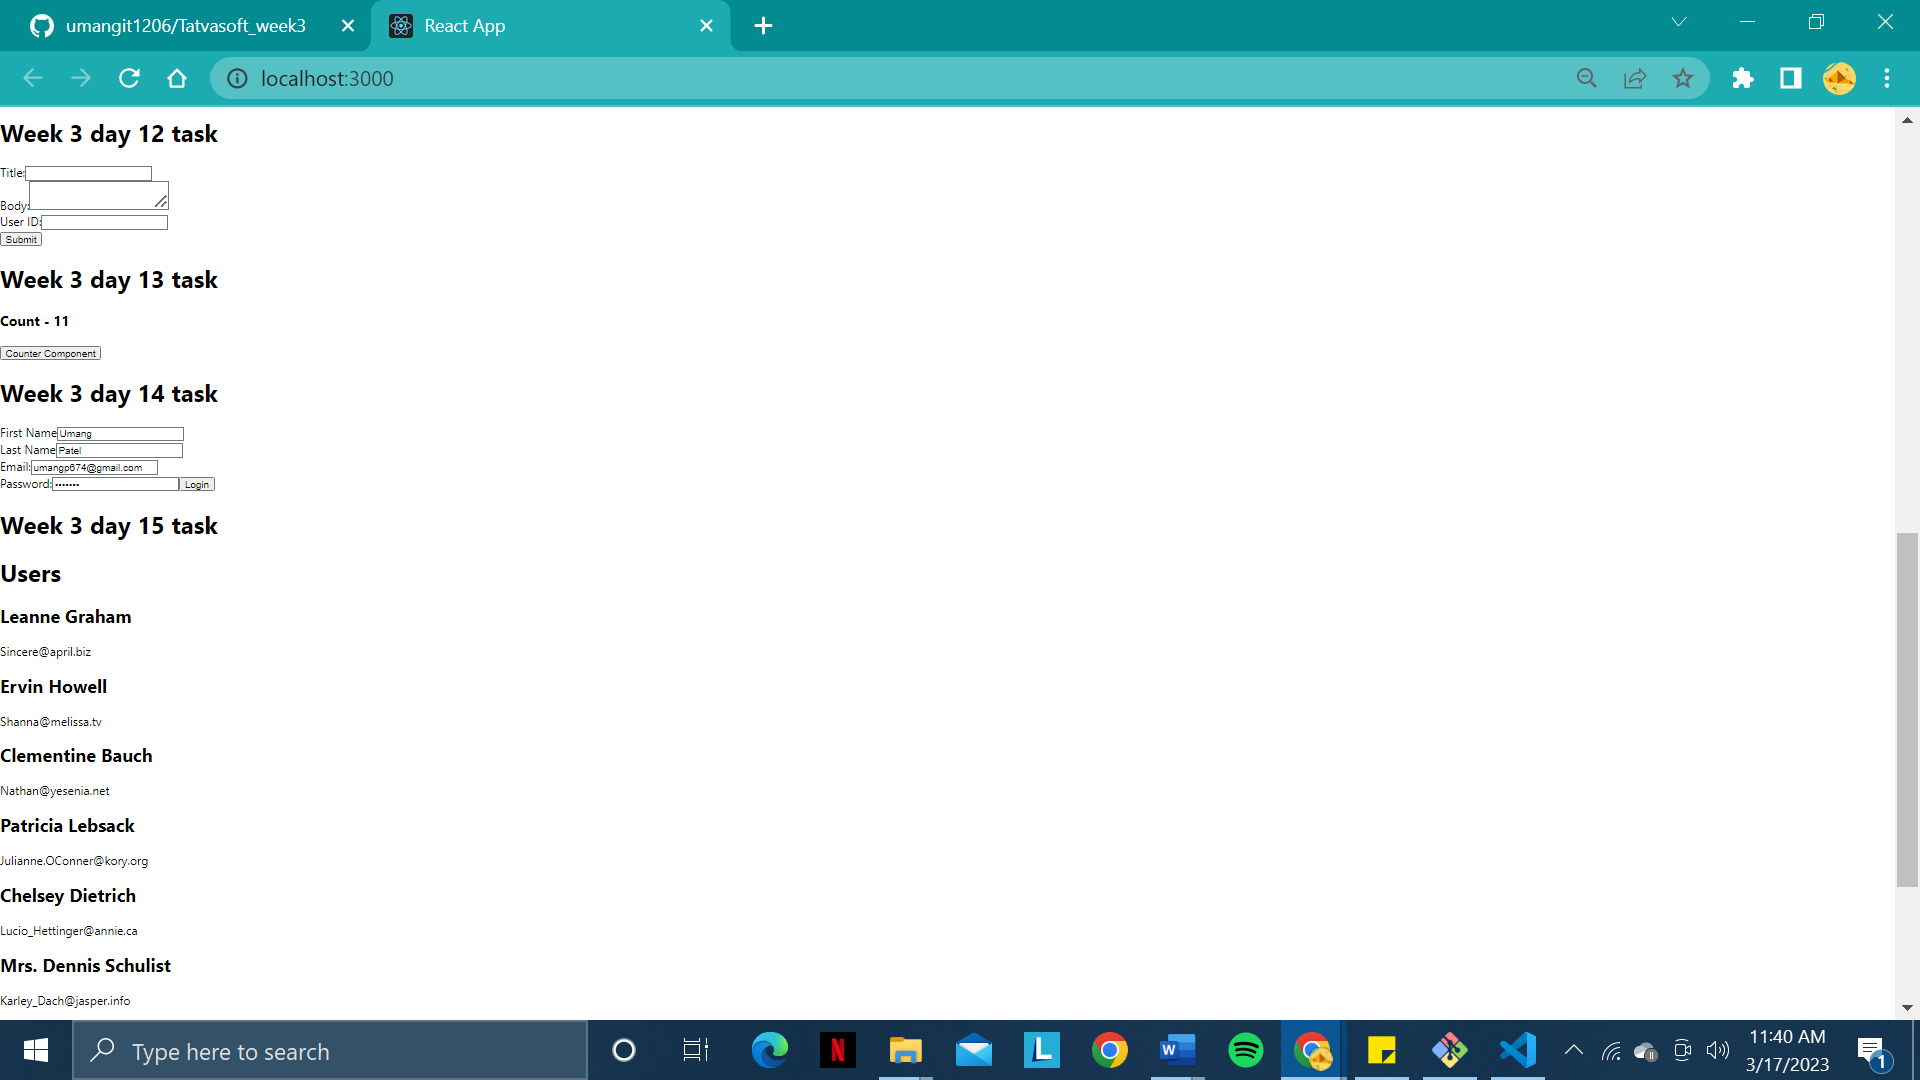 umangit1206/Tatvasoft_week3
React App
localhost:3000
Week 3 day 12 task
Title:
Body:
User ID:
Submit
Week 3 day 13 task
Count - 11
Counter Component
Week 3 day 14 task
First Name Umang
Last Name Patel
Email: umangp674@gmail.com
Password: •••••••  Login
Week 3 day 15 task
Users
Leanne Graham
Sincere@april.biz
Ervin Howell
Shanna@melissa.tv
Clementine Bauch
Nathan@yesenia.net
Patricia Lebsack
Julianne.OConner@kory.org
Chelsey Dietrich
Lucio_Hettinger@annie.ca
Mrs. Dennis Schulist
Karley_Dach@jasper.info
Type here to search
N
L
W
11:40 AM
3/17/2023
1